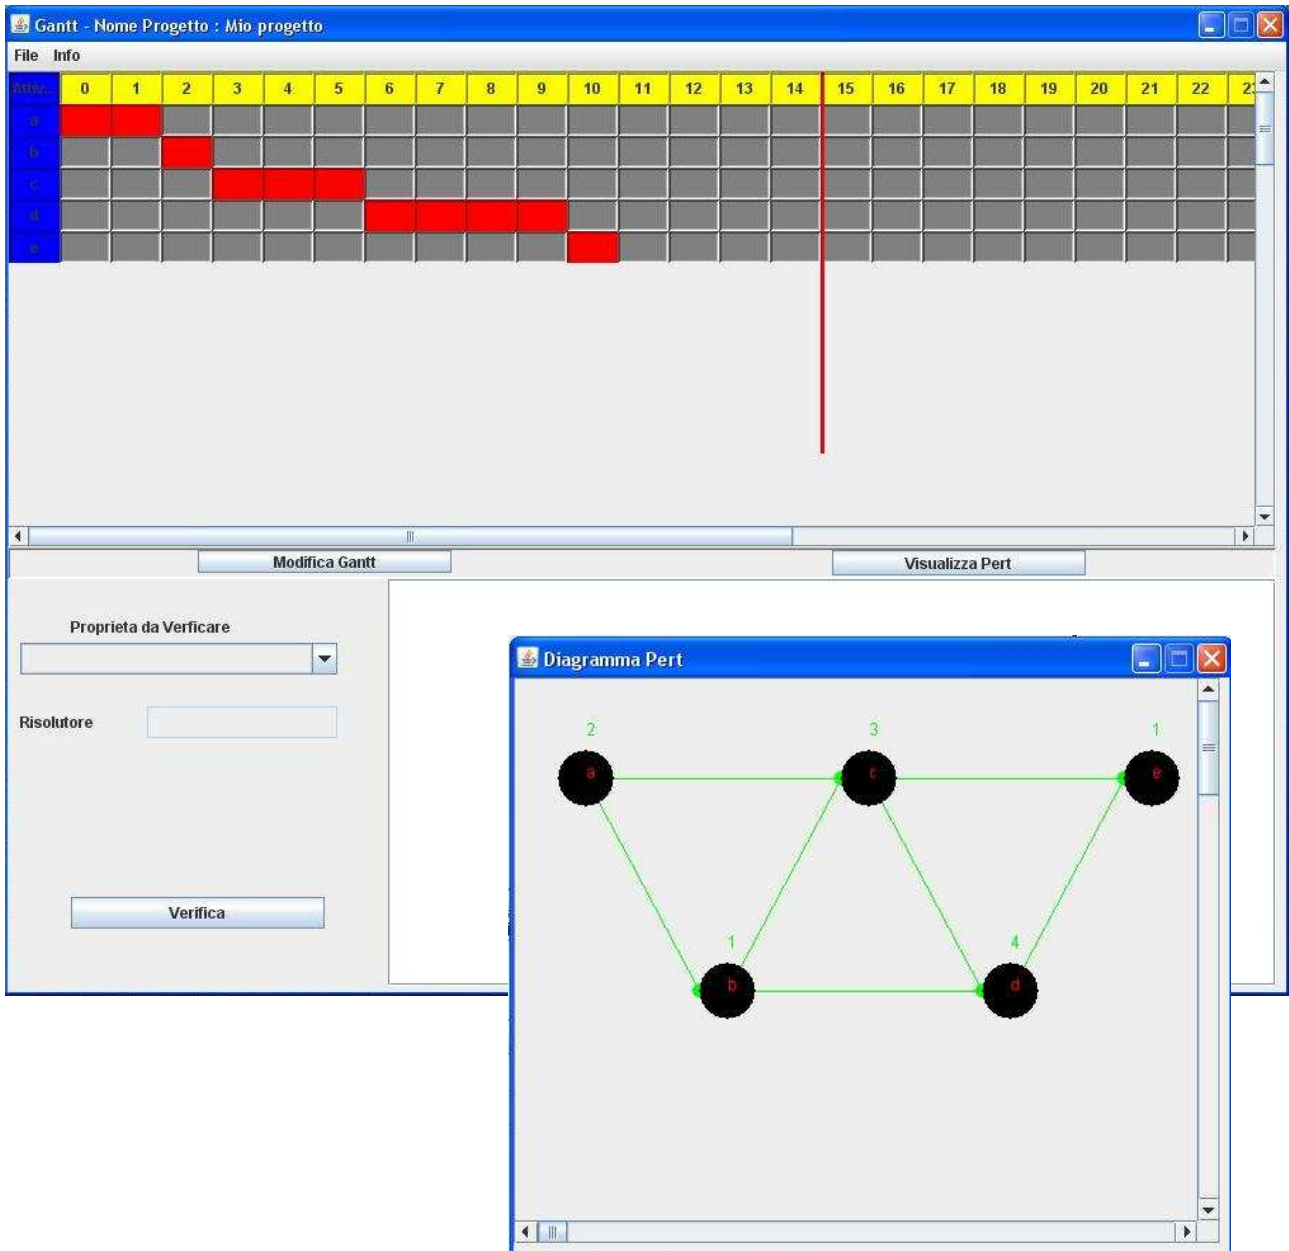 Gantt - Nome Progetto : Mio progetto
File Info
Attiv... 0 1 2 3 4 5 6 7 8 9 10 11 12 13 14 15 16 17 18 19 20 21 22
a
b
c
d
e
Modifica Gantt Visualizza Pert
Proprieta da Verficare
Risolutore
Verifica
Diagramma Pert
2 3 1
a c e
1 4
b d